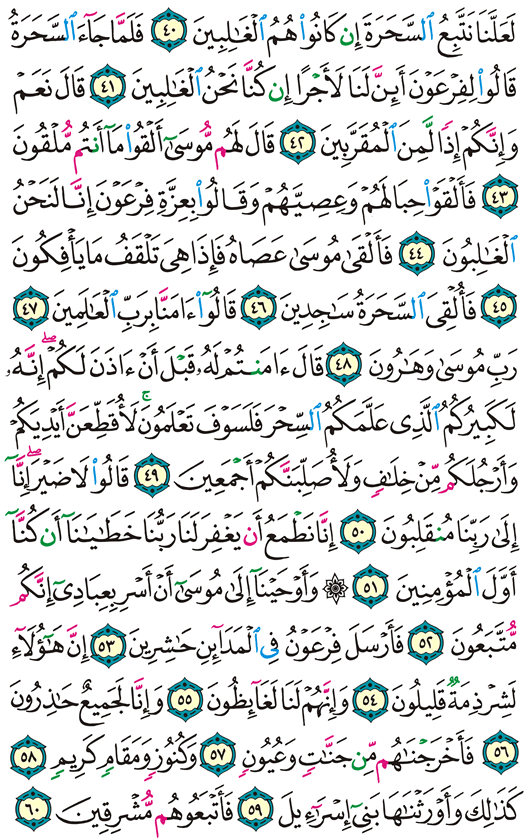 لَعَلَّنَا نَتَّبِعُ ٱلسَّحَرَةَ إِن كَانُوا۟ هُمُ ٱلْغَٰلِبِينَ ٤٠ فَلَمَّا جَآءَ ٱلسَّحَرَةُ
قَالُوا۟ لِفِرْعَوْنَ أَئِنَّ لَنَا لَأَجْرًا إِن كُنَّا نَحْنُ ٱلْغَٰلِبِينَ ٤١ قَالَ نَعَمْ
وَإِنَّكُمْ إِذًا لَّمِنَ ٱلْمُقَرَّبِينَ ٤٢ قَالَ لَهُم مُّوسَىٰٓ أَلْقُوا۟ مَآ أَنتُم مُّلْقُونَ
٤٣ فَأَلْقَوْا۟ حِبَالَهُمْ وَعِصِيَّهُمْ وَقَالُوا۟ بِعِزَّةِ فِرْعَوْنَ إِنَّا لَنَحْنُ
ٱلْغَٰلِبُونَ ٤٤ فَأَلْقَىٰ مُوسَىٰ عَصَاهُ فَإِذَا هِىَ تَلْقَفُ مَا يَأْفِكُونَ
٤٥ فَأُلْقِىَ ٱلسَّحَرَةُ سَٰجِدِينَ ٤٦ قَالُوٓا۟ ءَامَنَّا بِرَبِّ ٱلْعَٰلَمِينَ ٤٧
رَبِّ مُوسَىٰ وَهَٰرُونَ ٤٨ قَالَ ءَامَنتُمْ لَهُۥ قَبْلَ أَنْ ءَاذَنَ لَكُمْ ۖ إِنَّهُۥ
لَكَبِيرُكُمُ ٱلَّذِى عَلَّمَكُمُ ٱلسِّحْرَ فَلَسَوْفَ تَعْلَمُونَ ۚ لَأُقَطِّعَنَّ أَيْدِيَكُمْ
وَأَرْجُلَكُم مِّنْ خِلَٰفٍ وَلَأُصَلِّبَنَّكُمْ أَجْمَعِينَ ٤٩ قَالُوا۟ لَا ضَيْرَ ۖ إِنَّآ
إِلَىٰ رَبِّنَا مُنقَلِبُونَ ٥٠ إِنَّا نَطْمَعُ أَن يَغْفِرَ لَنَا رَبُّنَا خَطَٰيَٰنَآ أَن كُنَّآ
أَوَّلَ ٱلْمُؤْمِنِينَ ٥١ ۞ وَأَوْحَيْنَآ إِلَىٰ مُوسَىٰٓ أَنْ أَسْرِ بِعِبَادِىٓ إِنَّكُم
مُّتَّبَعُونَ ٥٢ فَأَرْسَلَ فِرْعَوْنُ فِى ٱلْمَدَآئِنِ حَٰشِرِينَ ٥٣ إِنَّ هَٰٓؤُلَآءِ
لَشِرْذِمَةٌ قَلِيلُونَ ٥٤ وَإِنَّهُمْ لَنَا لَغَآئِظُونَ ٥٥ وَإِنَّا لَجَمِيعٌ حَٰذِرُونَ
٥٦ فَأَخْرَجْنَٰهُم مِّن جَنَّٰتٍ وَعُيُونٍ ٥٧ وَكُنُوزٍ وَمَقَامٍ كَرِيمٍ ٥٨
كَذَٰلِكَ وَأَوْرَثْنَٰهَا بَنِىٓ إِسْرَٰٓءِيلَ ٥٩ فَأَتْبَعُوهُم مُّشْرِقِينَ ٦٠